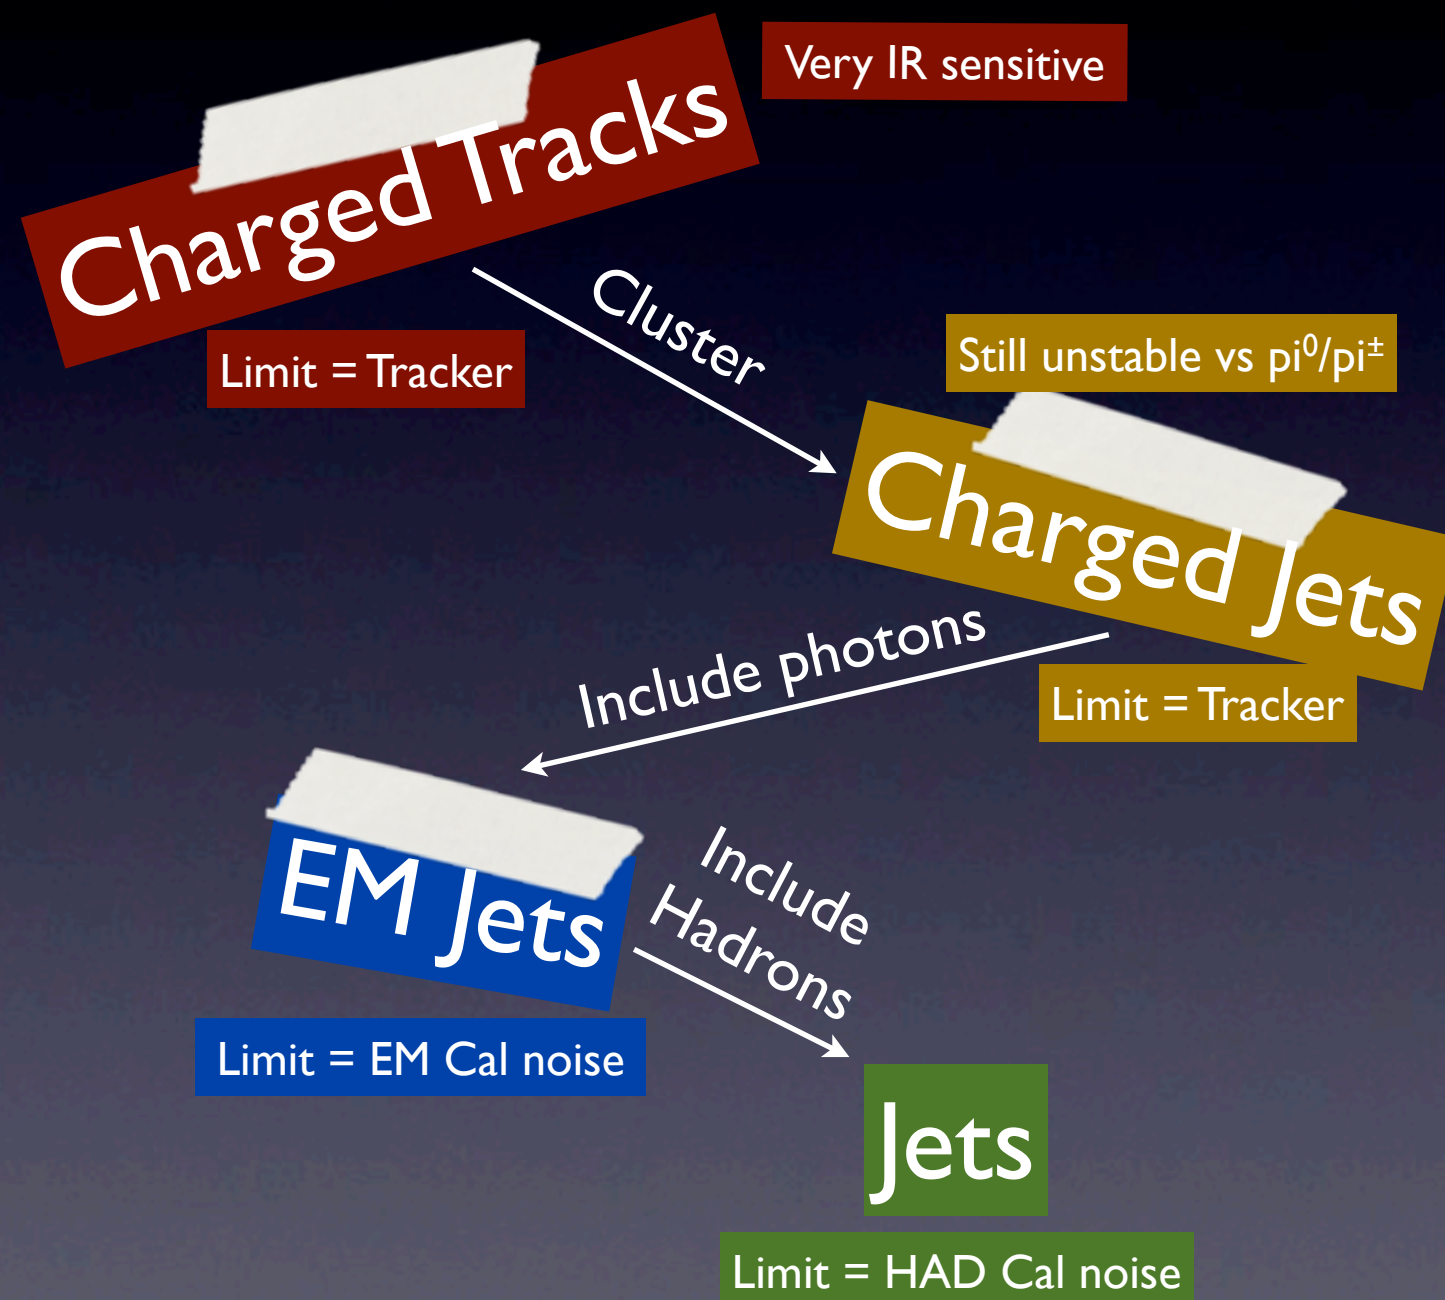 Very IR sensitive
Charged Tracks
Limit = Tracker
Cluster
Still unstable vs pi⁰/pi±
Charged Jets
Include photons
Limit = Tracker
EM Jets
Include
Hadrons
Limit = EM Cal noise
Jets
Limit = HAD Cal noise